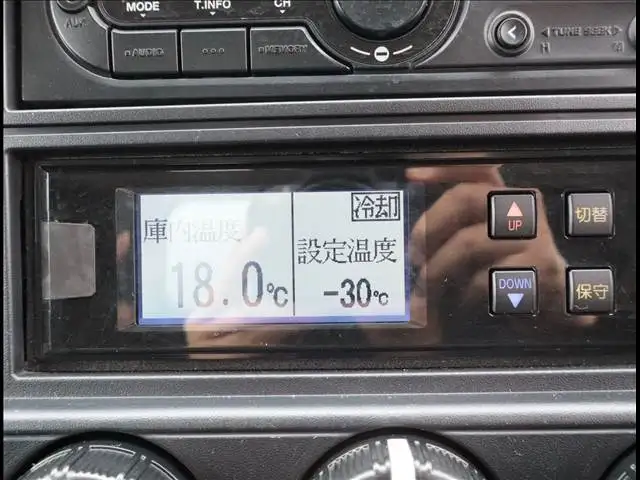 MODE T.INFO CH
AUX AUDIO MEMORY TUNE SEEK
冷却
庫内温度
設定温度
18.0℃
-30℃
UP
切替
DOWN
保守